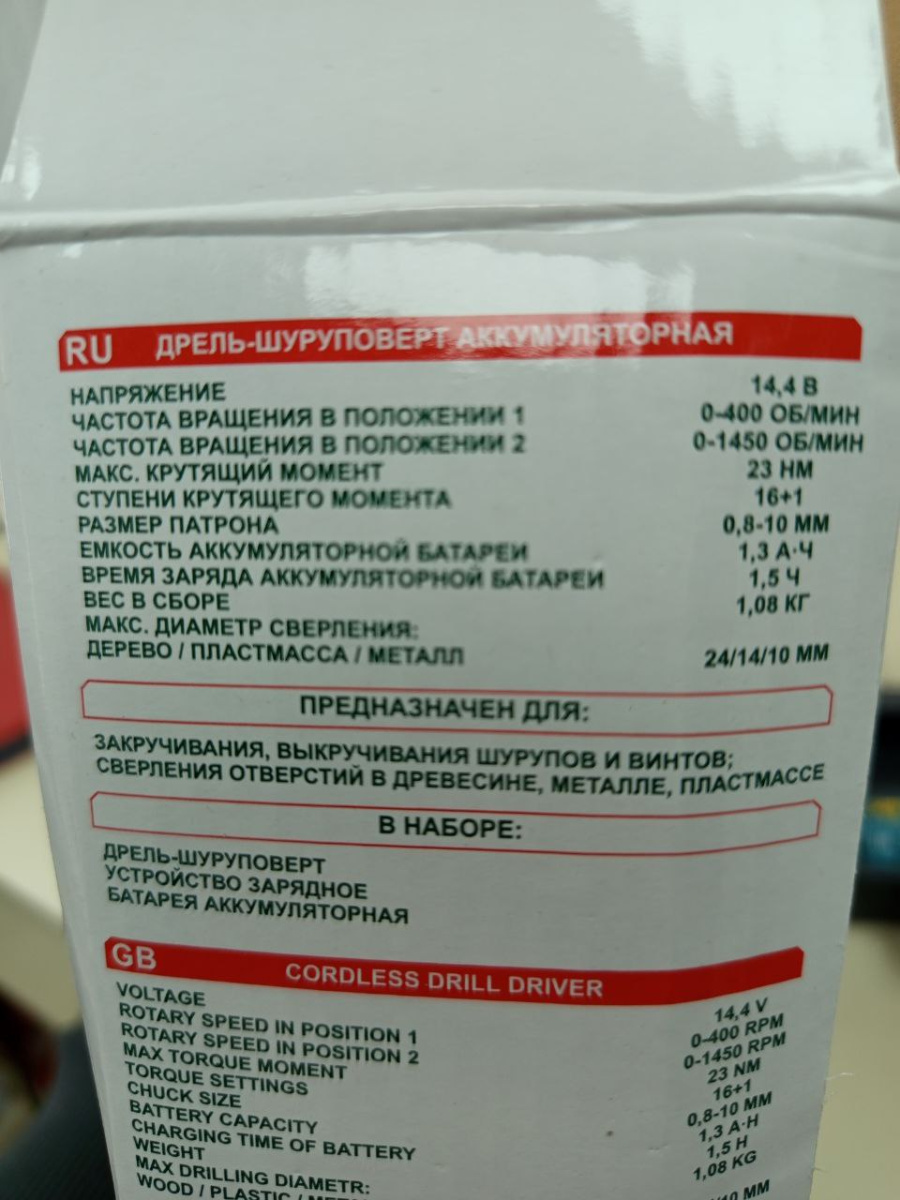 RU ДРЕЛЬ-ШУРУПОВЕРТ АККУМУЛЯТОРНАЯ
НАПРЯЖЕНИЕ 14,4 В
ЧАСТОТА ВРАЩЕНИЯ В ПОЛОЖЕНИИ 1 0-400 ОБ/МИН
ЧАСТОТА ВРАЩЕНИЯ В ПОЛОЖЕНИИ 2 0-1450 ОБ/МИН
МАКС. КРУТЯЩИЙ МОМЕНТ 23 НМ
СТУПЕНИ КРУТЯЩЕГО МОМЕНТА 16+1
РАЗМЕР ПАТРОНА 0,8-10 ММ
ЕМКОСТЬ АККУМУЛЯТОРНОЙ БАТАРЕИ 1,3 А·Ч
ВРЕМЯ ЗАРЯДА АККУМУЛЯТОРНОЙ БАТАРЕИ 1,5 Ч
ВЕС В СБОРЕ 1,08 КГ
МАКС. ДИАМЕТР СВЕРЛЕНИЯ:
ДЕРЕВО / ПЛАСТМАССА / МЕТАЛЛ 24/14/10 ММ
ПРЕДНАЗНАЧЕН ДЛЯ:
ЗАКРУЧИВАНИЯ, ВЫКРУЧИВАНИЯ ШУРУПОВ И ВИНТОВ;
СВЕРЛЕНИЯ ОТВЕРСТИЙ В ДРЕВЕСИНЕ, МЕТАЛЛЕ, ПЛАСТМАССЕ
В НАБОРЕ:
ДРЕЛЬ-ШУРУПОВЕРТ
УСТРОЙСТВО ЗАРЯДНОЕ
БАТАРЕЯ АККУМУЛЯТОРНАЯ
GB CORDLESS DRILL DRIVER
VOLTAGE 14,4 V
ROTARY SPEED IN POSITION 1 0-400 RPM
ROTARY SPEED IN POSITION 2 0-1450 RPM
MAX TORQUE MOMENT 23 NM
TORQUE SETTINGS 16+1
CHUCK SIZE 0,8-10 MM
BATTERY CAPACITY 1,3 A·H
CHARGING TIME OF BATTERY 1,5 H
WEIGHT 1,08 KG
MAX DRILLING DIAMETR:
WOOD / PLASTIC / MM